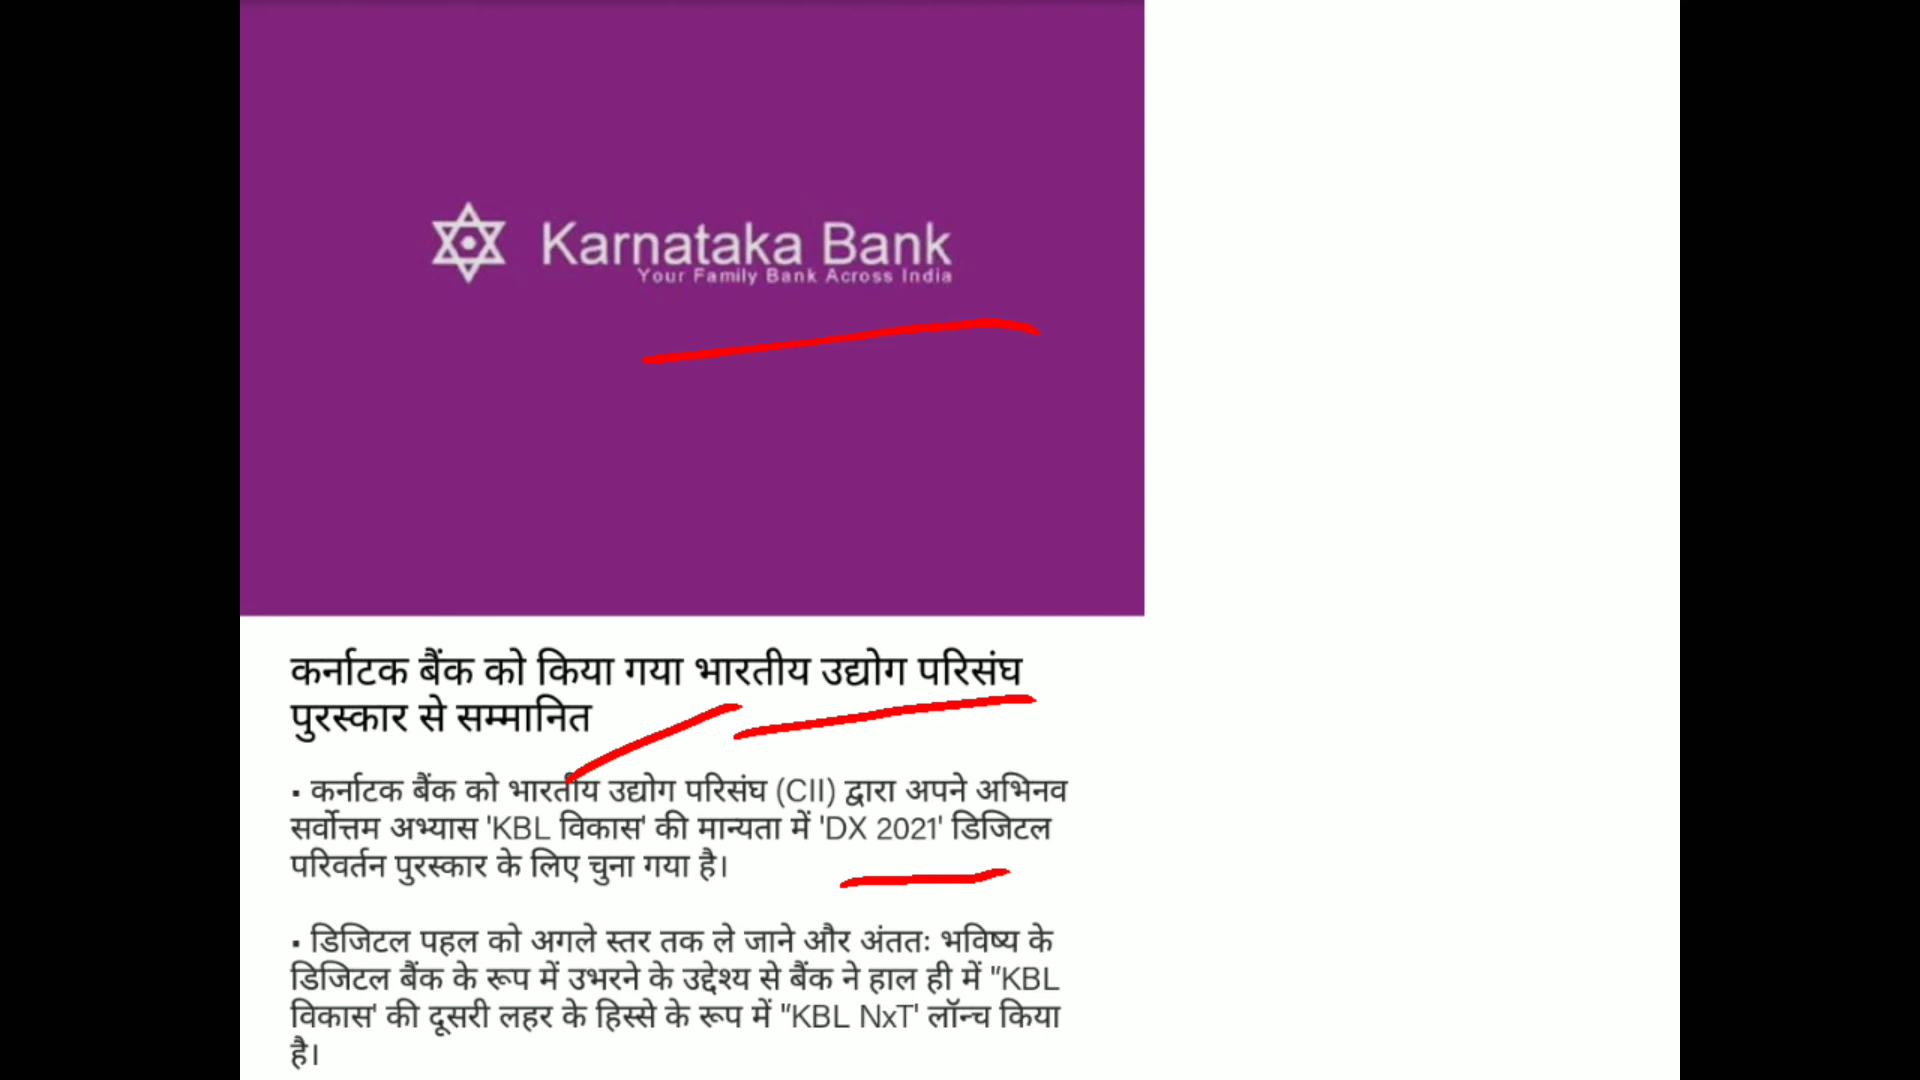 Karnataka Bank
Your Family Bank Across India
कर्नाटक बैंक को किया गया भारतीय उद्योग परिसंघ
पुरस्कार से सम्मानित
▪ कर्नाटक बैंक को भारतीय उद्योग परिसंघ (CII) द्वारा अपने अभिनव
सर्वोत्तम अभ्यास 'KBL विकास' की मान्यता में 'DX 2021' डिजिटल
परिवर्तन पुरस्कार के लिए चुना गया है।
▪ डिजिटल पहल को अगले स्तर तक ले जाने और अंततः भविष्य के
डिजिटल बैंक के रूप में उभरने के उद्देश्य से बैंक ने हाल ही में "KBL
विकास' की दूसरी लहर के हिस्से के रूप में "KBL NxT' लॉन्च किया
है।